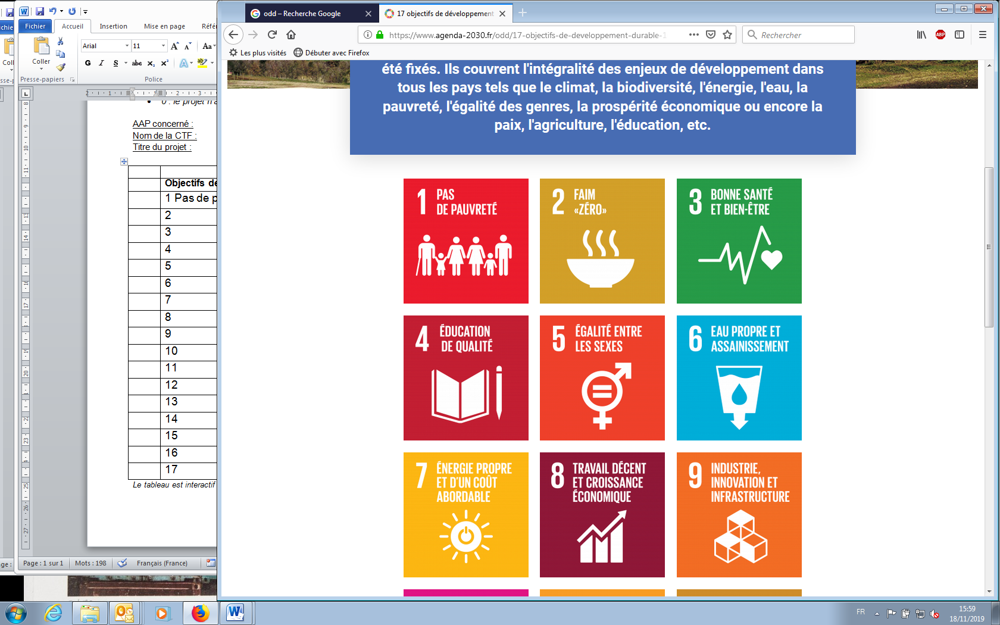 Fichier
Accueil
Insertion
Mise en page
Référ
Coller
Presse-papiers
Arial
11
G I S abc x₂ x²
Aa
Police
0 : le projet n'a
AAP concerné :
Nom de la CTF :
Titre du projet :
Objectifs de
1 Pas de p
2
3
4
5
6
7
8
9
10
11
12
13
14
15
16
17
Le tableau est interactif
Page : 1 sur 1
Mots : 198
Français (France)
odd – Recherche Google
17 objectifs de développement
https://www.agenda-2030.fr/odd/17-objectifs-de-developpement-durable-1
Rechercher
ABP
Les plus visités
Débuter avec Firefox
été fixés. Ils couvrent l'intégralité des enjeux de développement dans
tous les pays tels que le climat, la biodiversité, l'énergie, l'eau, la
pauvreté, l'égalité des genres, la prospérité économique ou encore la
paix, l'agriculture, l'éducation, etc.
1 PAS
DE PAUVRETÉ
2 FAIM
«ZÉRO»
3 BONNE SANTÉ
ET BIEN-ÊTRE
4 ÉDUCATION
DE QUALITÉ
5 ÉGALITÉ ENTRE
LES SEXES
6 EAU PROPRE ET
ASSAINISSEMENT
7 ÉNERGIE PROPRE
ET D'UN COÛT
ABORDABLE
8 TRAVAIL DÉCENT
ET CROISSANCE
ÉCONOMIQUE
9 INDUSTRIE,
INNOVATION ET
INFRASTRUCTURE
FR
15:59
18/11/2019